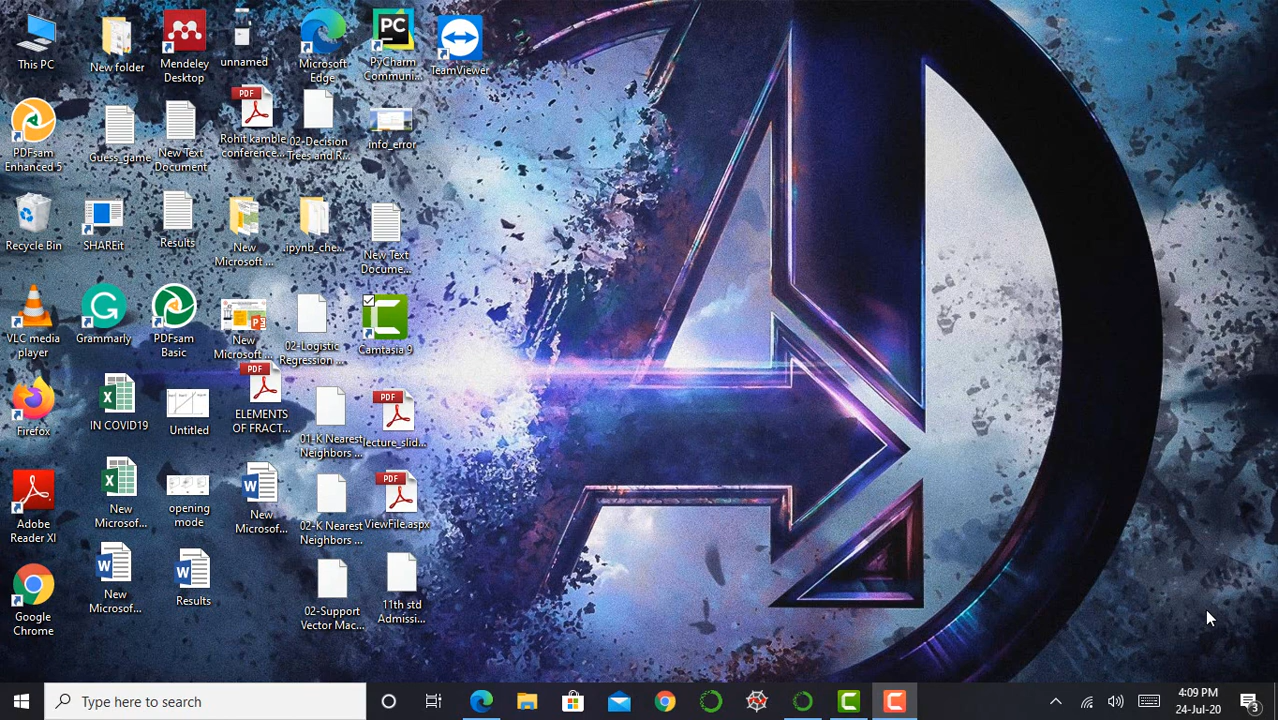 This PC
New folder
Mendeley
Desktop
unnamed
Microsoft
Edge
PC
PyCharm
Communi...
TeamViewer
PDFsam
Enhanced 5
Guess_game
New Text
Document
PDF
Rohit kamble
conference...
02-Decision
Trees and R...
info_error
Recycle Bin
SHAREit
Results
New
Microsoft ...
.ipynb_che...
New Text
Docume...
VLC media
player
Grammarly
PDFsam
Basic
New
Microsoft ...
02-Logistic
Regression ...
Camtasia 9
Firefox
IN COVID19
Untitled
PDF
ELEMENTS
OF FRACT...
01-K Nearest
Neighbors ...
PDF
lecture_slid...
Adobe
Reader XI
New
Microsof...
opening
mode
New
Microsof...
02-K Nearest
Neighbors ...
PDF
ViewFile.aspx
Google
Chrome
New
Microsof...
Results
02-Support
Vector Mac...
11th std
Admissi...
Type here to search
4:09 PM
24-Jul-20
3